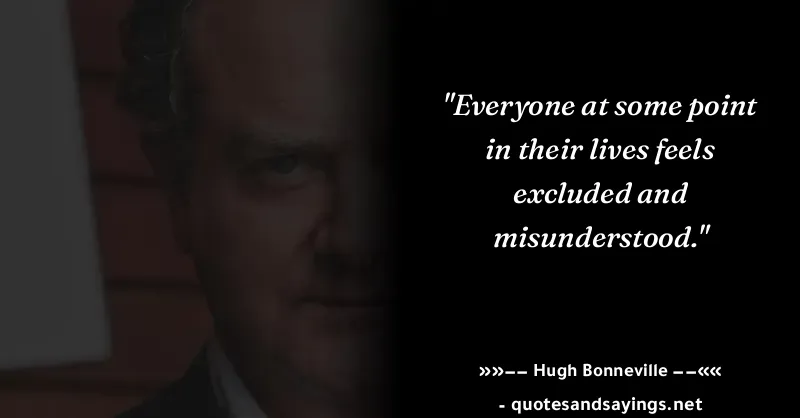 "Everyone at some point
in their lives feels
excluded and
misunderstood."
»»−− Hugh Bonneville −−««
- quotesandsayings.net